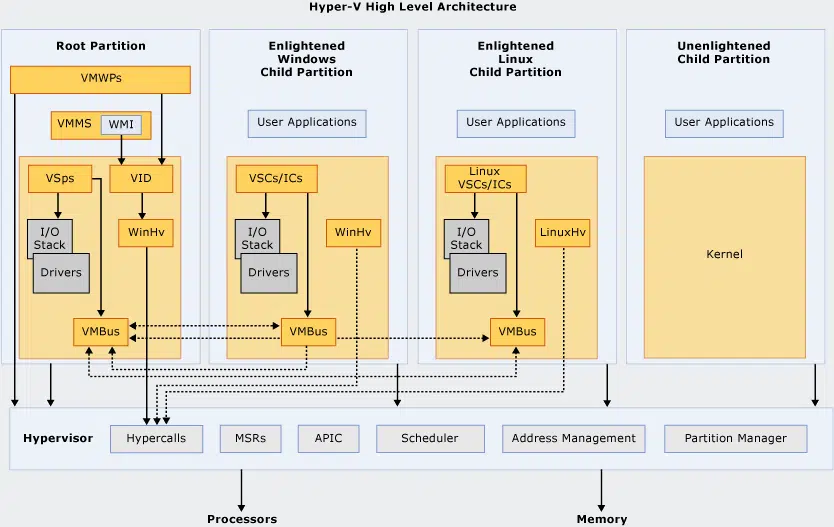 Hyper-V High Level Architecture
Root Partition
VMWPs
VMMS
WMI
VSps
VID
I/O
Stack
Drivers
WinHv
VMBus
Enlightened
Windows
Child Partition
User Applications
VSCs/ICs
I/O
Stack
Drivers
WinHv
VMBus
Enlightened
Linux
Child Partition
User Applications
Linux
VSCs/ICs
I/O
Stack
Drivers
LinuxHv
VMBus
Unenlightened
Child Partition
User Applications
Kernel
Hypervisor
Hypercalls
MSRs
APIC
Scheduler
Address Management
Partition Manager
Processors
Memory